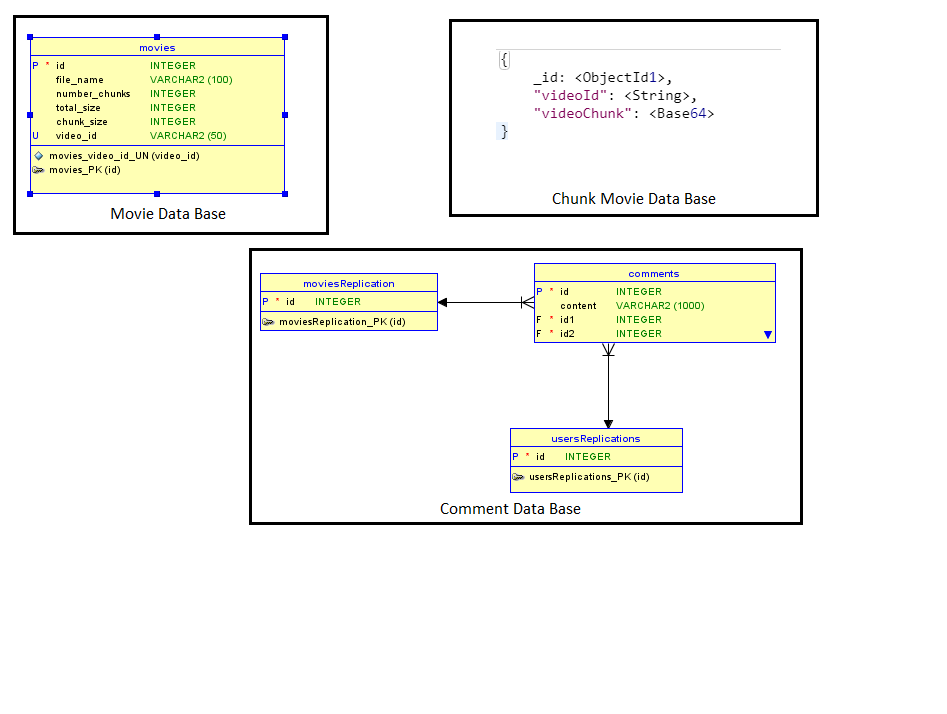 movies
P * id INTEGER
file_name VARCHAR2 (100)
number_chunks INTEGER
total_size INTEGER
chunk_size INTEGER
U video_id VARCHAR2 (50)
movies_video_id_UN (video_id)
movies_PK (id)
Movie Data Base
{
_id: <ObjectId1>,
"videoId": <String>,
"videoChunk": <Base64>
}
Chunk Movie Data Base
moviesReplication
P * id INTEGER
moviesReplication_PK (id)
comments
P * id INTEGER
content VARCHAR2 (1000)
F * id1 INTEGER
F * id2 INTEGER
usersReplications
P * id INTEGER
usersReplications_PK (id)
Comment Data Base